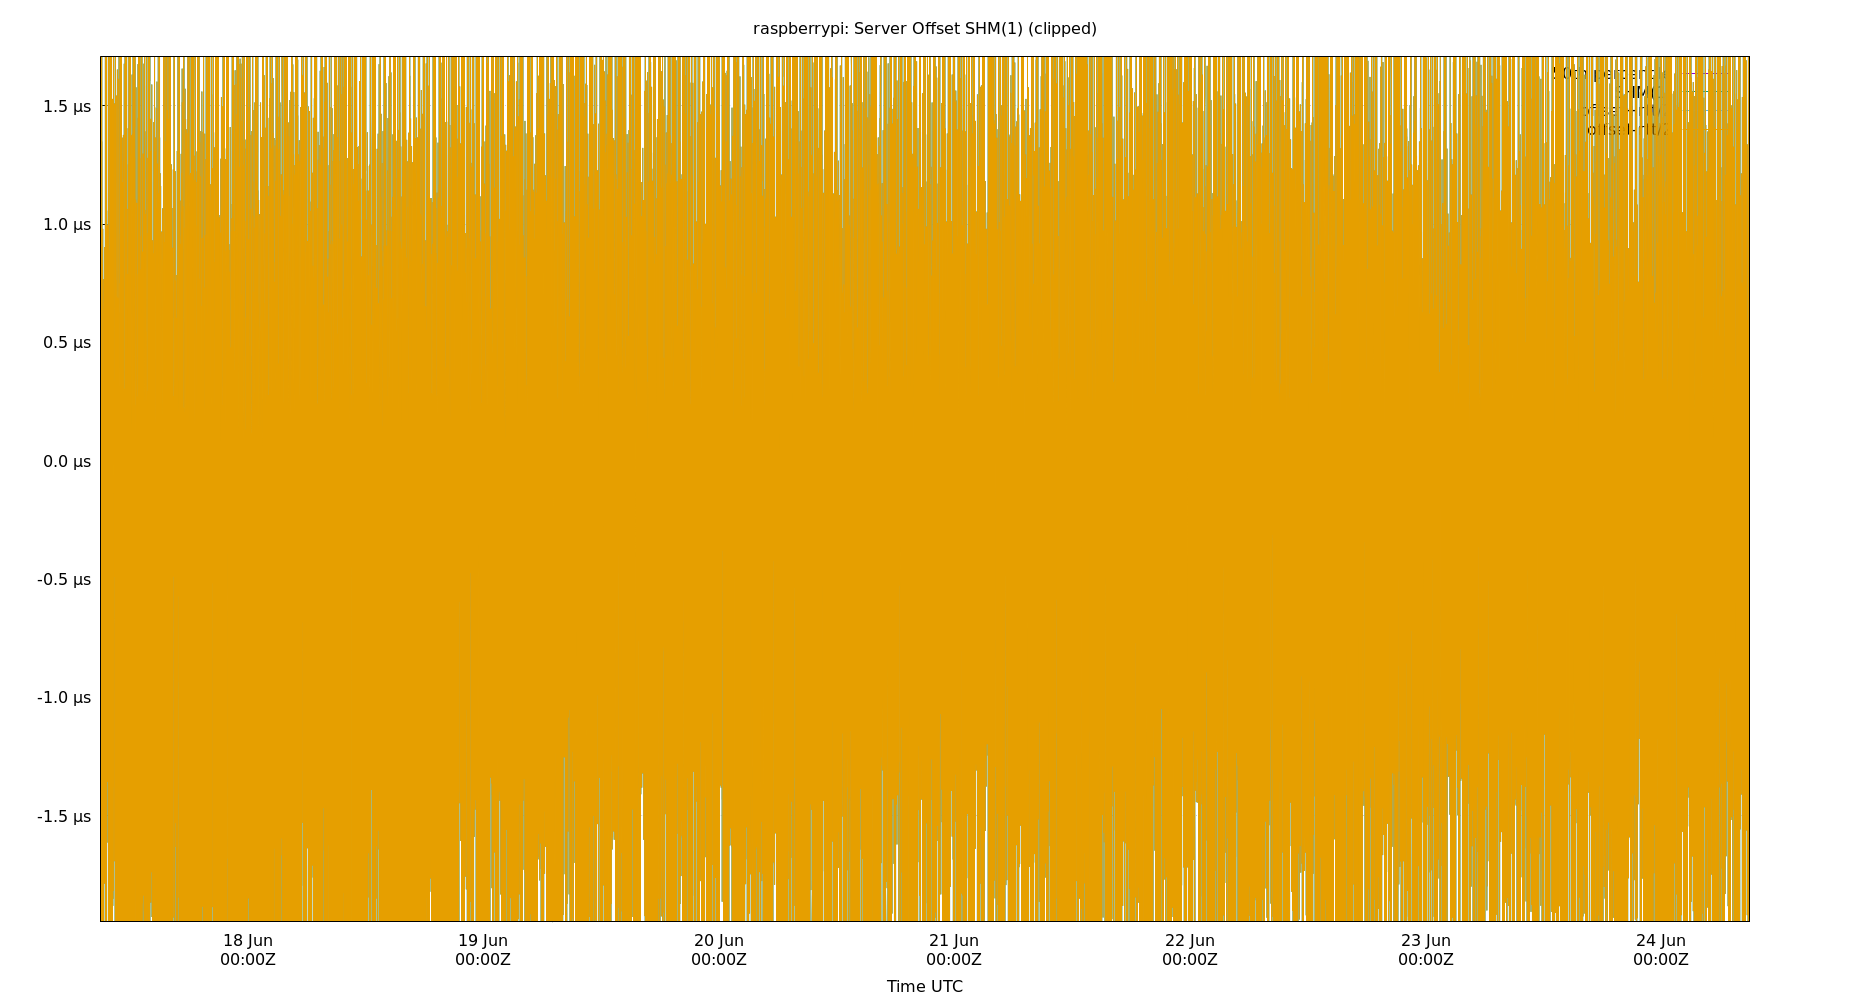 raspberrypi: Server Offset SHM(1) (clipped)
1.5 µs
1.0 µs
0.5 µs
0.0 µs
-0.5 µs
-1.0 µs
-1.5 µs
18 Jun 19 Jun 20 Jun 21 Jun 22 Jun 23 Jun 24 Jun
00:00Z 00:00Z 00:00Z 00:00Z 00:00Z 00:00Z 00:00Z
Time UTC